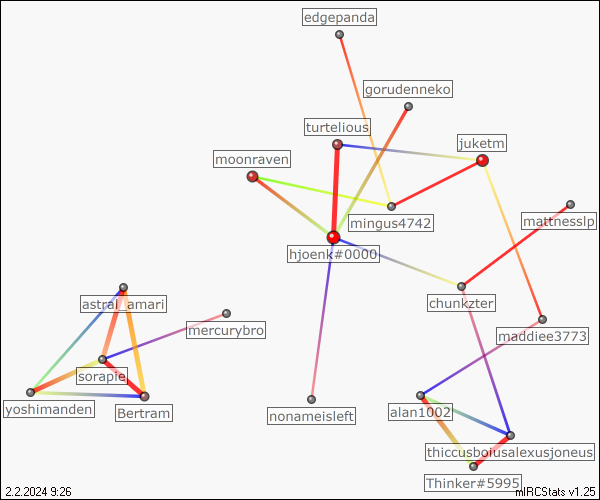 edgepanda
gorudenneko
turtelious
juketm
moonraven
mattnesslp
mingus4742
hjoenk#0000
astral_amari
chunkzter
mercurybro
maddiee3773
sorapie
yoshimanden
Bertram
nonameisleft
alan1002
thiccusboiusalexusjoneus
Thinker#5995
2.2.2024 9:26
mIRCStats v1.25